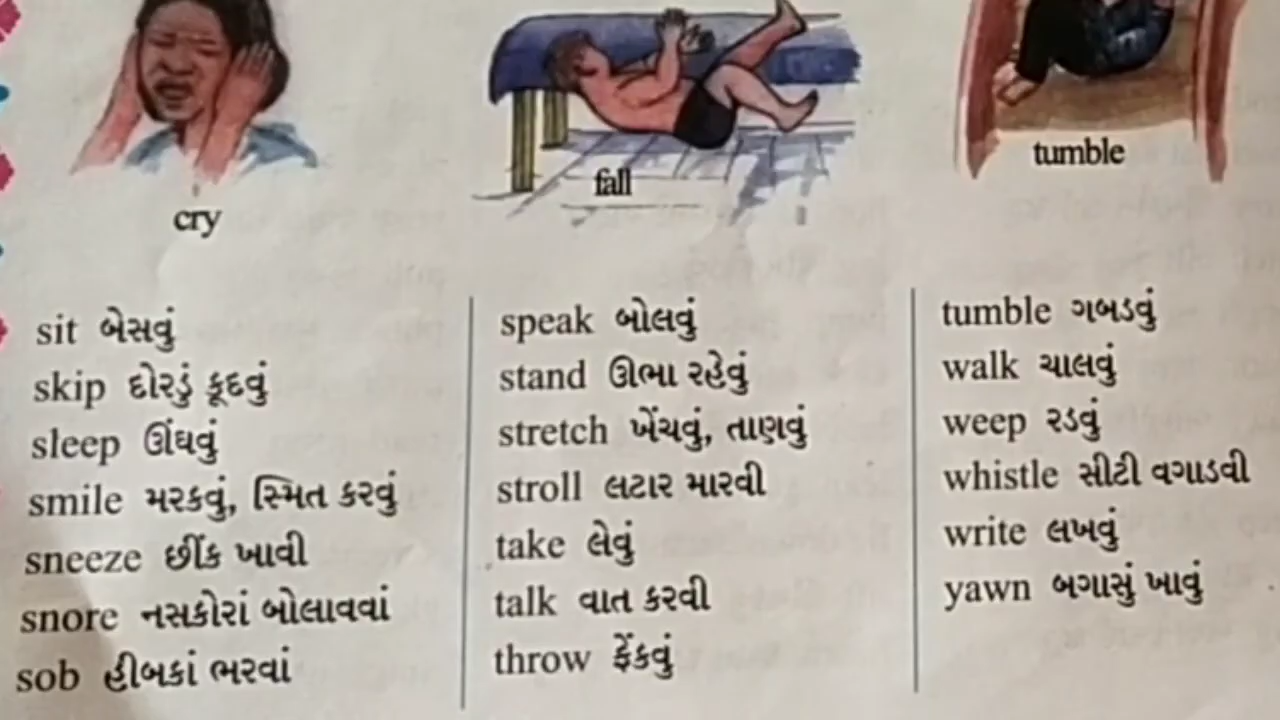 cry
fall
tumble
sit બેસવું
skip દોરડું કૂદવું
sleep ઊંઘવું
smile મરકવું, સ્મિત કરવું
sneeze છીંક ખાવી
snore નસકોરાં બોલાવવાં
sob હીબકાં ભરવાં
speak બોલવું
stand ઊભા રહેવું
stretch ખેંચવું, તાણવું
stroll લટાર મારવી
take લેવું
talk વાત કરવી
throw ફેંકવું
tumble ગબડવું
walk ચાલવું
weep રડવું
whistle સીટી વગાડવી
write લખવું
yawn બગાસું ખાવું